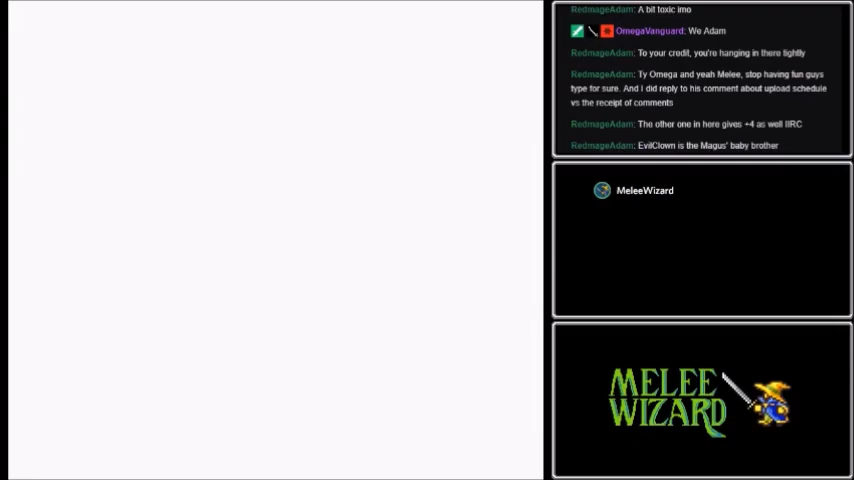 RedmageAdam: A bit toxic imo
OmegaVanguard: We Adam
RedmageAdam: To your credit, you're hanging in there tightly
RedmageAdam: Ty Omega and yeah Melee, stop having fun guys
type for sure. And I did reply to his comment about upload schedule
vs the receipt of comments
RedmageAdam: The other one in here gives +4 as well IIRC
RedmageAdam: EvilClown is the Magus' baby brother
MeleeWizard
MELEE
WIZARD